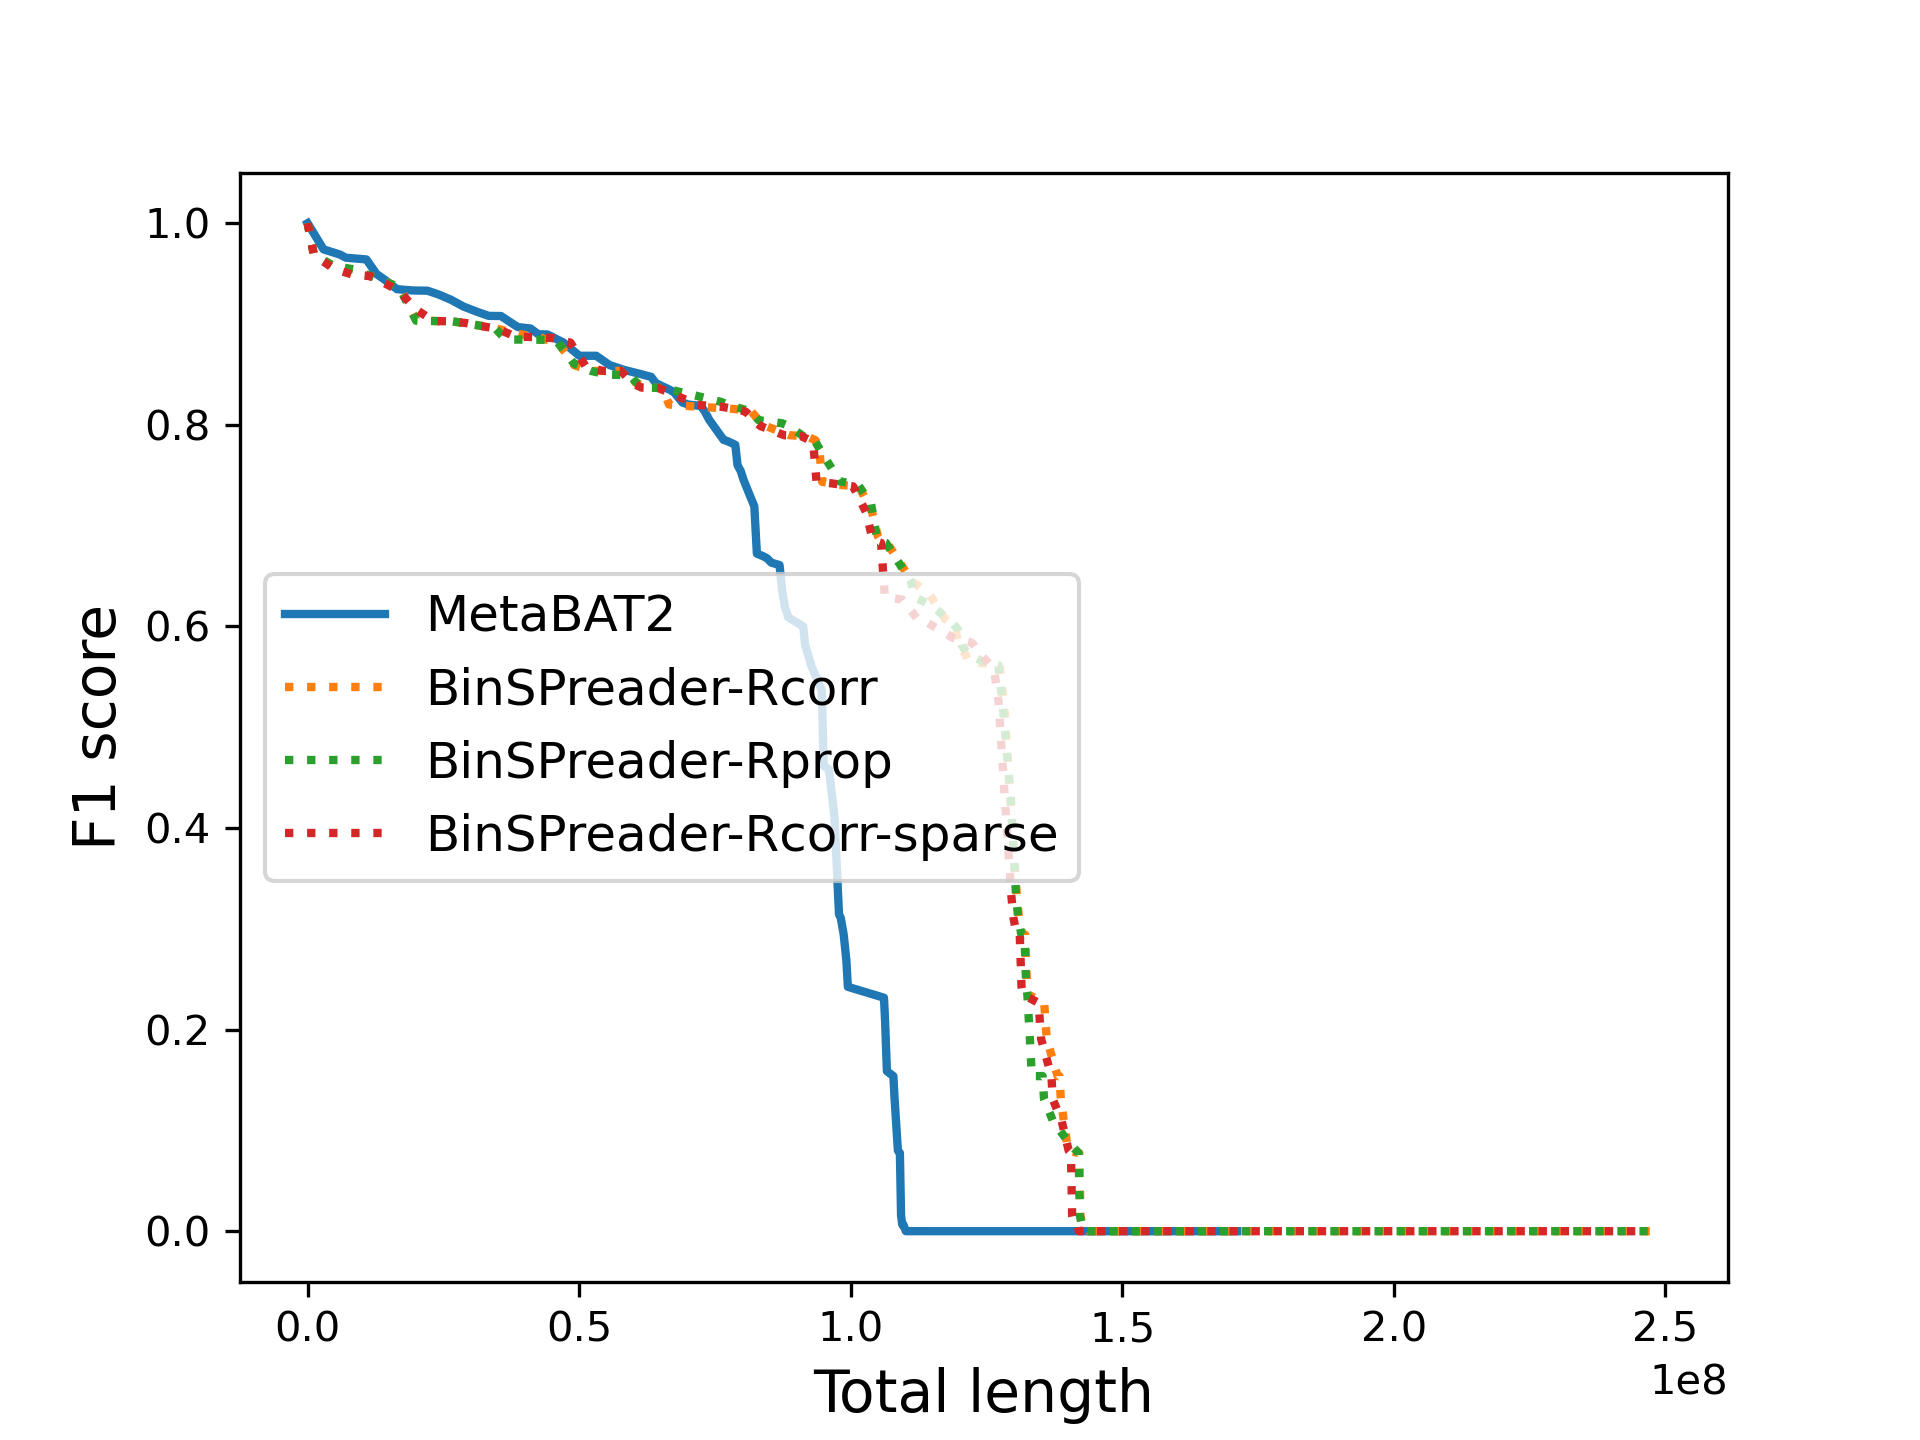 1.0
0.8
0.6
0.4
0.2
0.0
F1 score
MetaBAT2
BinSPreader-Rcorr
BinSPreader-Rprop
BinSPreader-Rcorr-sparse
0.0 0.5 1.0 1.5 2.0 2.5
1e8
Total length